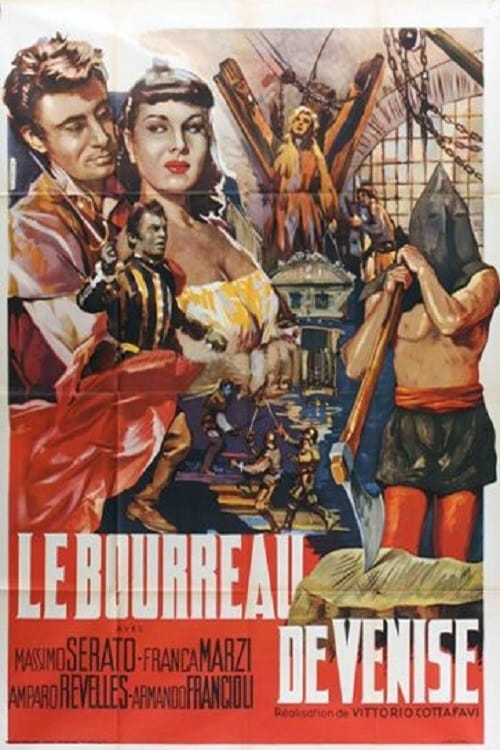 LE BOURREAU
DE VENISE
AVEC
MASSIMO SERATO - FRANCA MARZI
AMPARO REVELLES - ARMANDO FRANCIOLI
Réalisation de VITTORIO COTTAFAVI